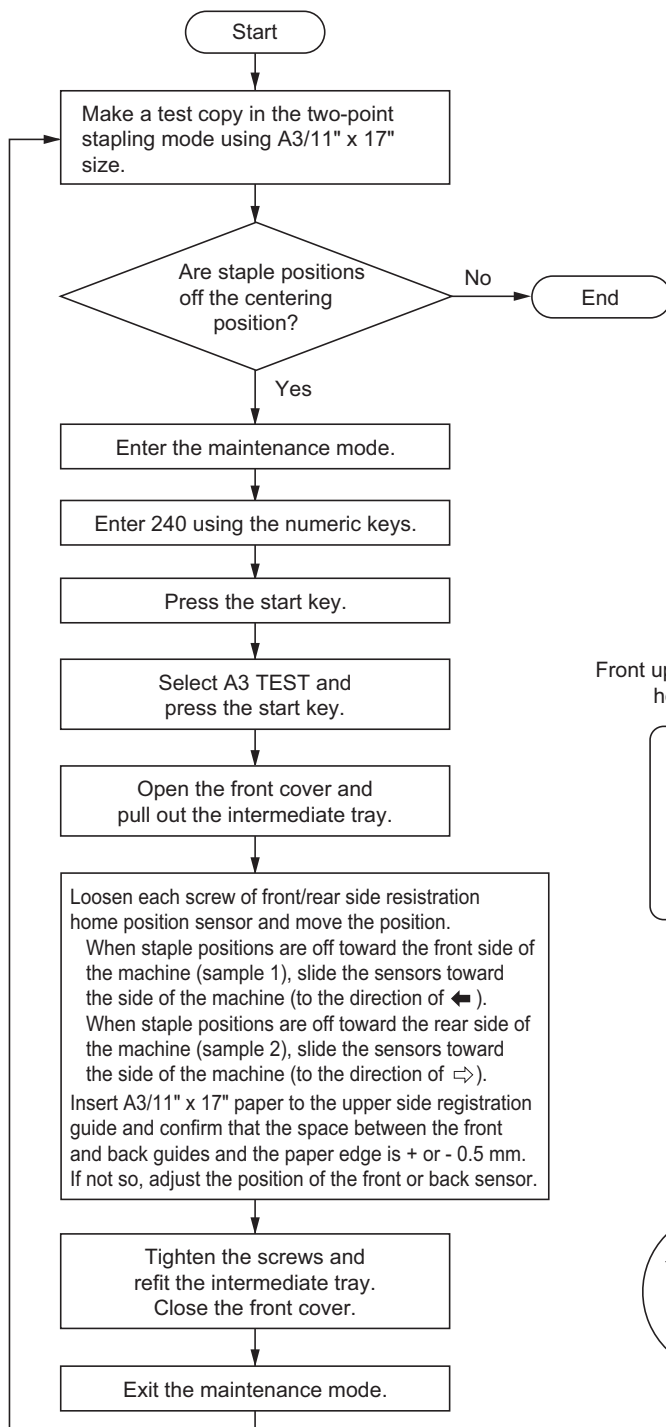 Start
Make a test copy in the two-point
stapling mode using A3/11" x 17"
size.
Are staple positions
off the centering
position?
No
End
Yes
Enter the maintenance mode.
Enter 240 using the numeric keys.
Press the start key.
Select A3 TEST and
press the start key.
Front up
h
Open the front cover and
pull out the intermediate tray.
Loosen each screw of front/rear side resistration
home position sensor and move the position.
When staple positions are off toward the front side of
the machine (sample 1), slide the sensors toward
the side of the machine (to the direction of ⬅ ).
When staple positions are off toward the rear side of
the machine (sample 2), slide the sensors toward
the side of the machine (to the direction of ⇨).
Insert A3/11" x 17" paper to the upper side registration
guide and confirm that the space between the front
and back guides and the paper edge is + or - 0.5 mm.
If not so, adjust the position of the front or back sensor.
Tighten the screws and
refit the intermediate tray.
Close the front cover.
Exit the maintenance mode.